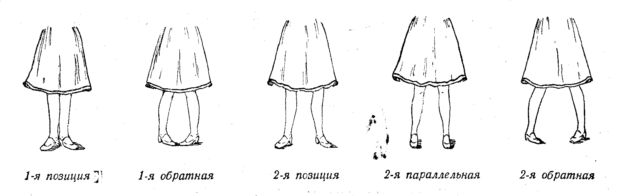 1-я позиция
1-я обратная
2-я позиция
2-я параллельная
2-я обратная